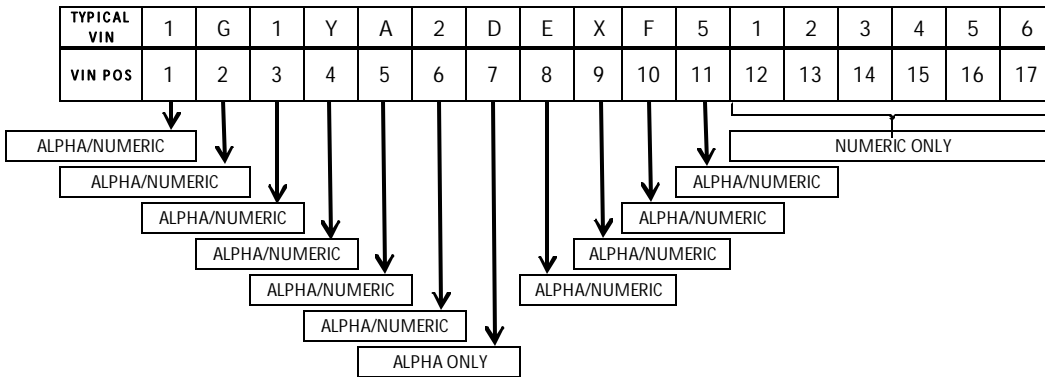 TYPICAL VIN 1 G 1 Y A 2 D E X F 5 1 2 3 4 5 6
VIN POS 1 2 3 4 5 6 7 8 9 10 11 12 13 14 15 16 17
ALPHA/NUMERIC NUMERIC ONLY
ALPHA/NUMERIC ALPHA/NUMERIC
ALPHA/NUMERIC ALPHA/NUMERIC
ALPHA/NUMERIC ALPHA/NUMERIC
ALPHA/NUMERIC ALPHA/NUMERIC
ALPHA/NUMERIC
ALPHA ONLY